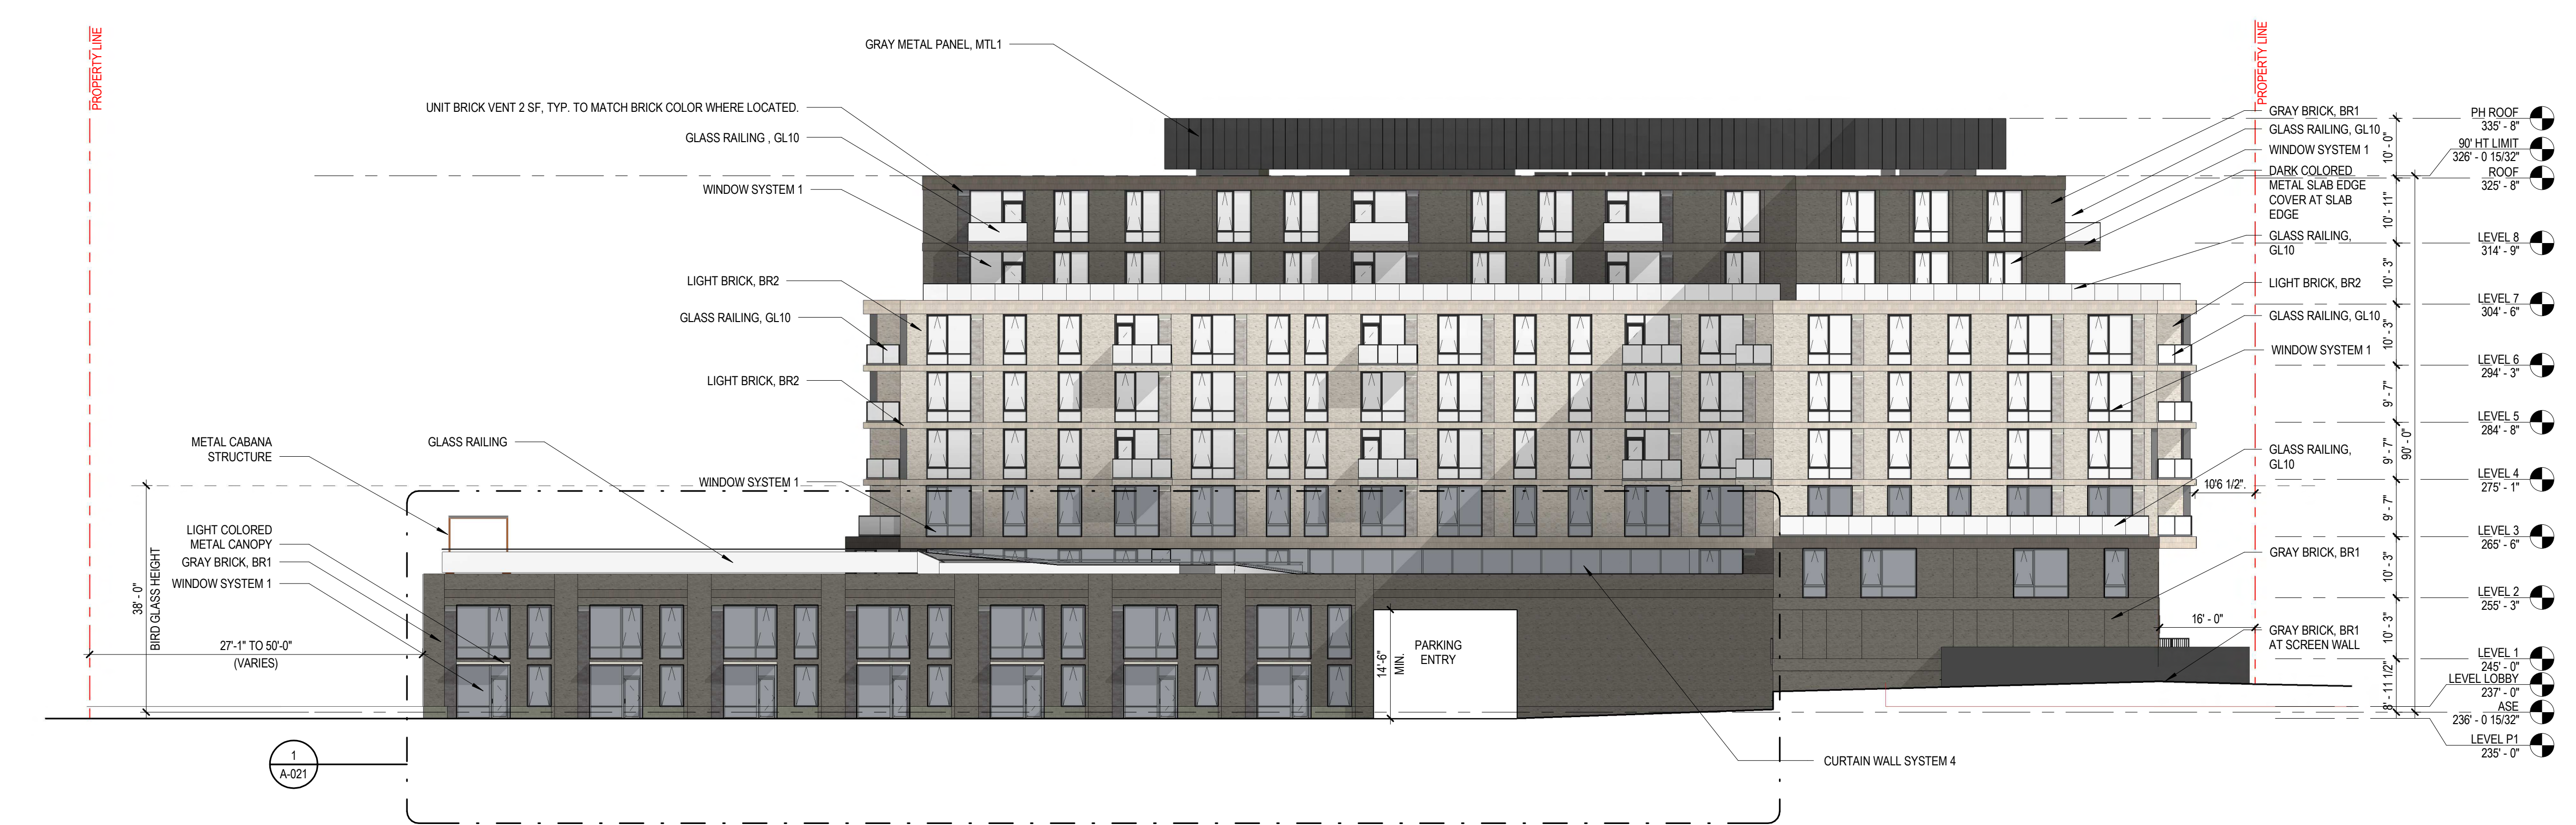 PROPERTY LINE
GRAY METAL PANEL, MTL1
UNIT BRICK VENT 2 SF, TYP. TO MATCH BRICK COLOR WHERE LOCATED.
GLASS RAILING , GL10
WINDOW SYSTEM 1
LIGHT BRICK, BR2
GLASS RAILING, GL10
LIGHT BRICK, BR2
METAL CABANA
STRUCTURE
GLASS RAILING
WINDOW SYSTEM 1
LIGHT COLORED
METAL CANOPY
GRAY BRICK, BR1
WINDOW SYSTEM 1
38' - 0"
BIRD GLASS HEIGHT
27'-1" TO 50'-0"
(VARIES)
1
A-021
14'-6"
MIN.
PARKING
ENTRY
CURTAIN WALL SYSTEM 4
PROPERTY LINE
GRAY BRICK, BR1
GLASS RAILING, GL10
WINDOW SYSTEM 1
DARK COLORED
METAL SLAB EDGE
COVER AT SLAB
EDGE
GLASS RAILING,
GL10
LIGHT BRICK, BR2
GLASS RAILING, GL10
WINDOW SYSTEM 1
GLASS RAILING,
GL10
10'6 1/2".
GRAY BRICK, BR1
16' - 0"
GRAY BRICK, BR1
AT SCREEN WALL
10' - 0"
10' - 11"
10' - 3"
10' - 3"
9' - 7"
9' - 7"
9' - 7"
10' - 3"
10' - 3"
8' - 11 1/2"
90' - 0"
PH ROOF
335' - 8"
90' HT LIMIT
326' - 0 15/32"
ROOF
325' - 8"
LEVEL 8
314' - 9"
LEVEL 7
304' - 6"
LEVEL 6
294' - 3"
LEVEL 5
284' - 8"
LEVEL 4
275' - 1"
LEVEL 3
265' - 6"
LEVEL 2
255' - 3"
LEVEL 1
245' - 0"
LEVEL LOBBY
237' - 0"
ASE
236' - 0 15/32"
LEVEL P1
235' - 0"